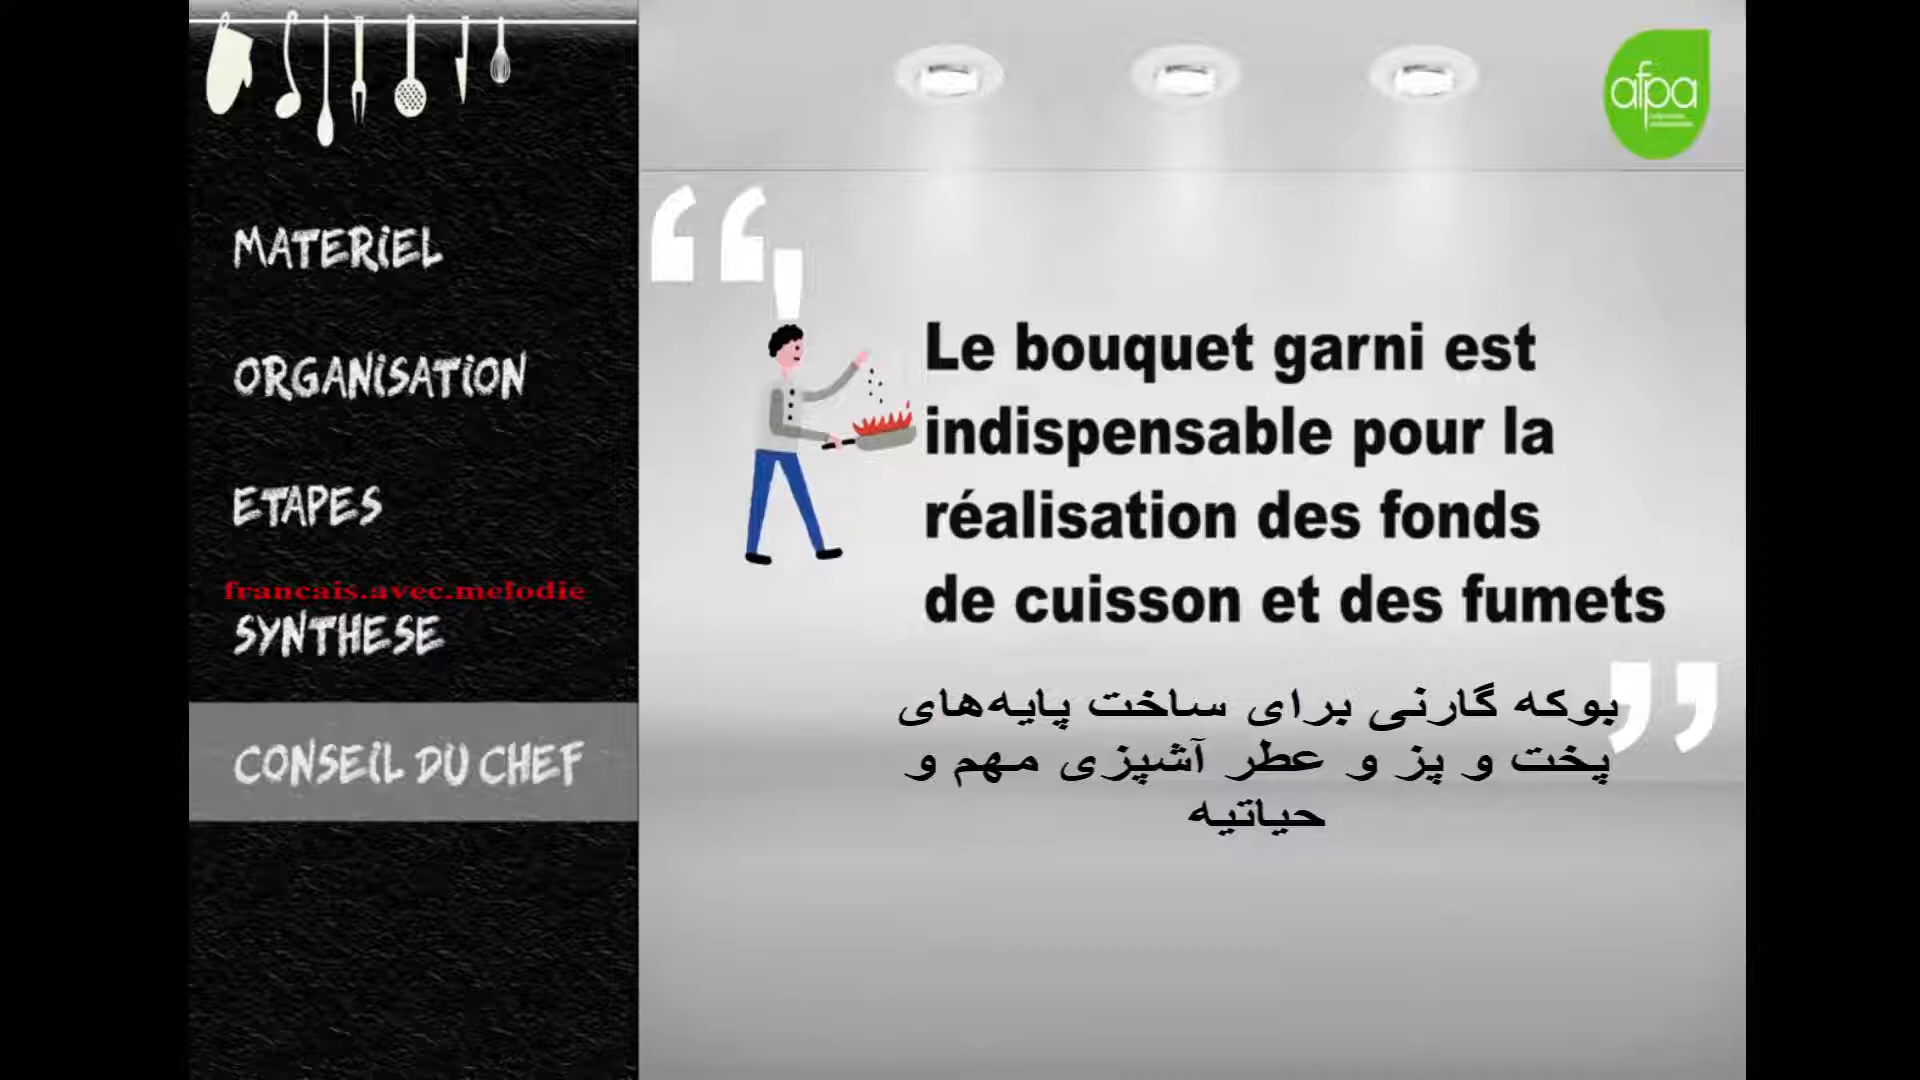 MATERIEL
ORGANISATION
ETAPES
francais.avec.melodie
SYNTHESE
CONSEIL DU CHEF
afpa
Le bouquet garni est
indispensable pour la
réalisation des fonds
de cuisson et des fumets
بوکه گارنی برای ساخت پایه‌های
پخت و پز و عطر آشپزی مهم و
حیاتیه